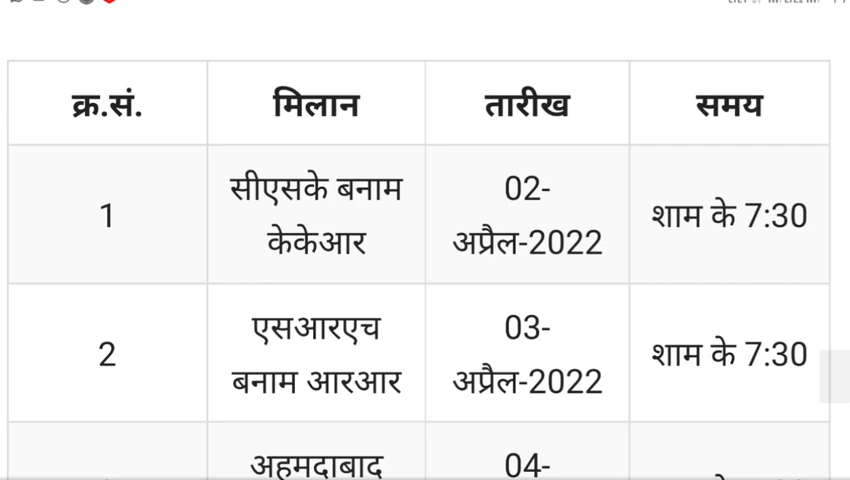 क्र.सं. मिलान तारीख समय
1 सीएसके बनाम केकेआर 02-अप्रैल-2022 शाम के 7:30
2 एसआरएच बनाम आरआर 03-अप्रैल-2022 शाम के 7:30
अहमदाबाद 04-